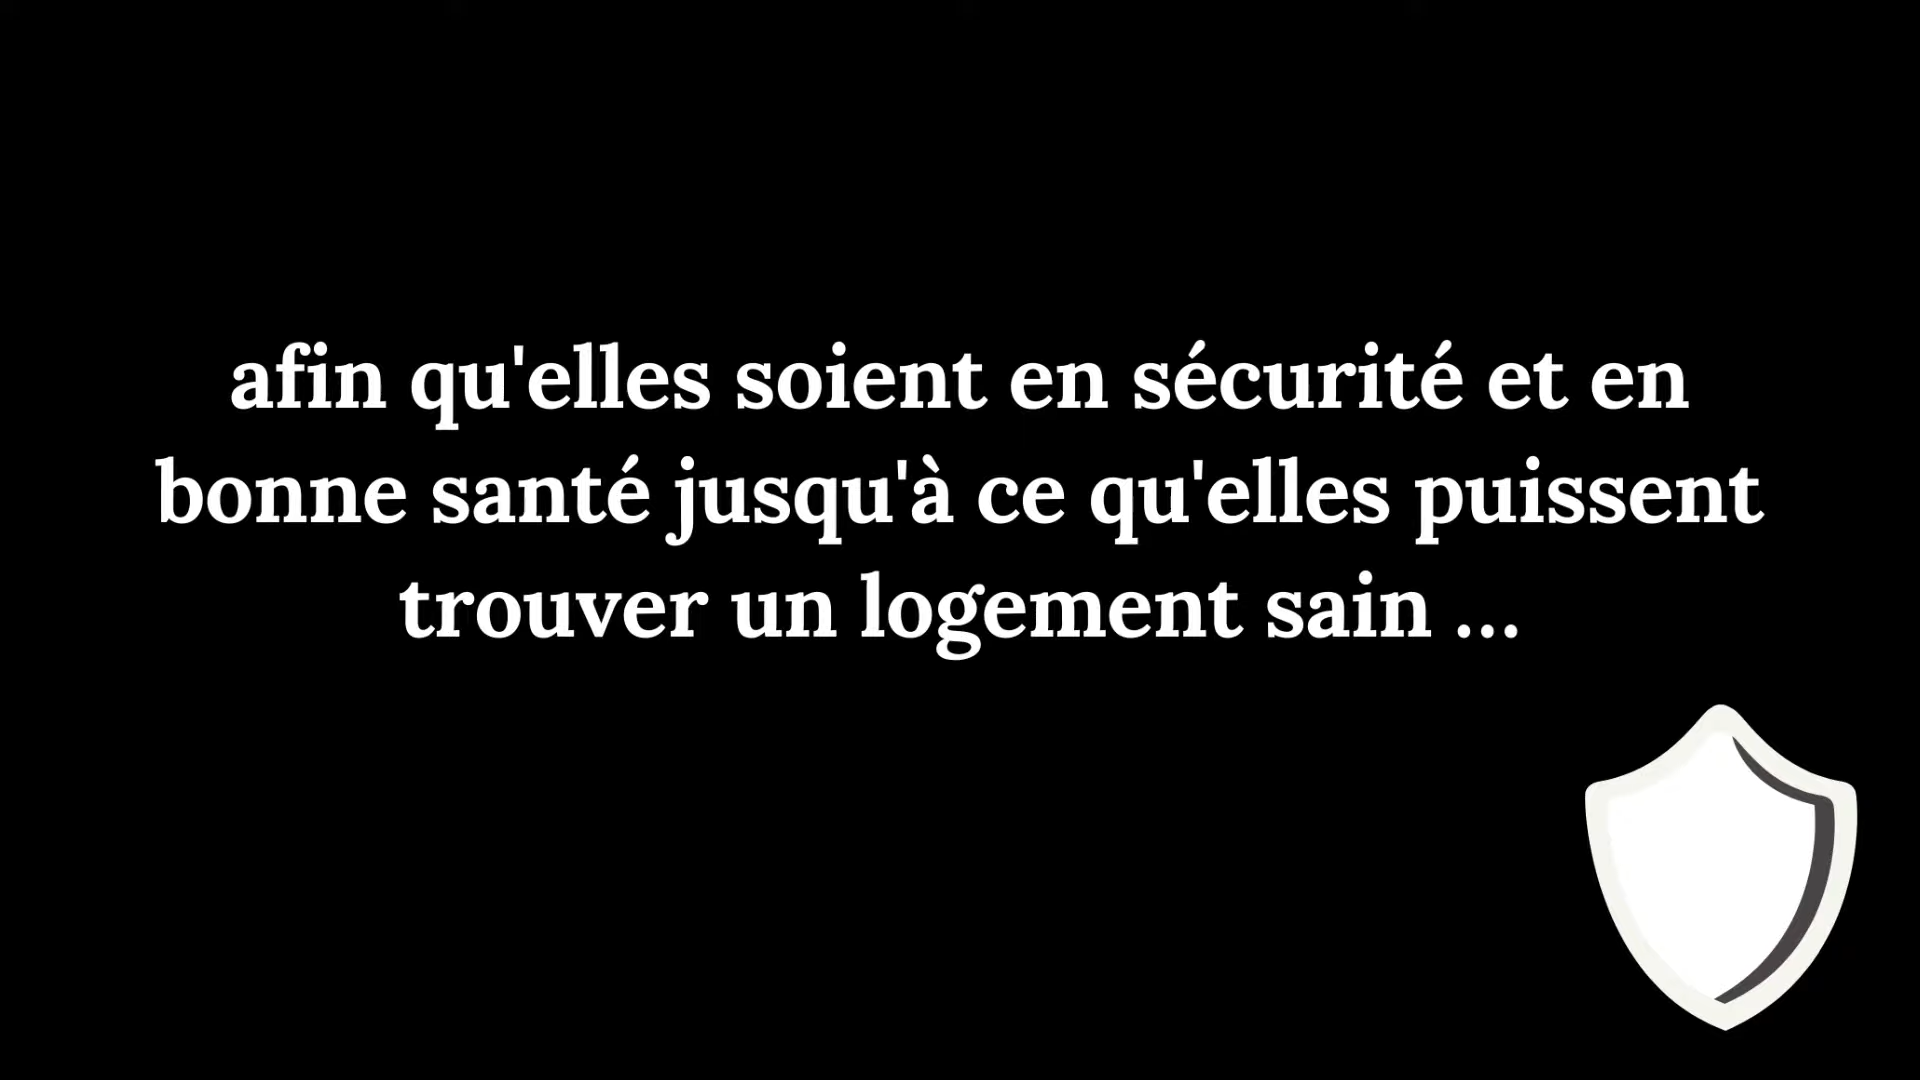 afin qu'elles soient en sécurité et en
bonne santé jusqu'à ce qu'elles puissent
trouver un logement sain ...